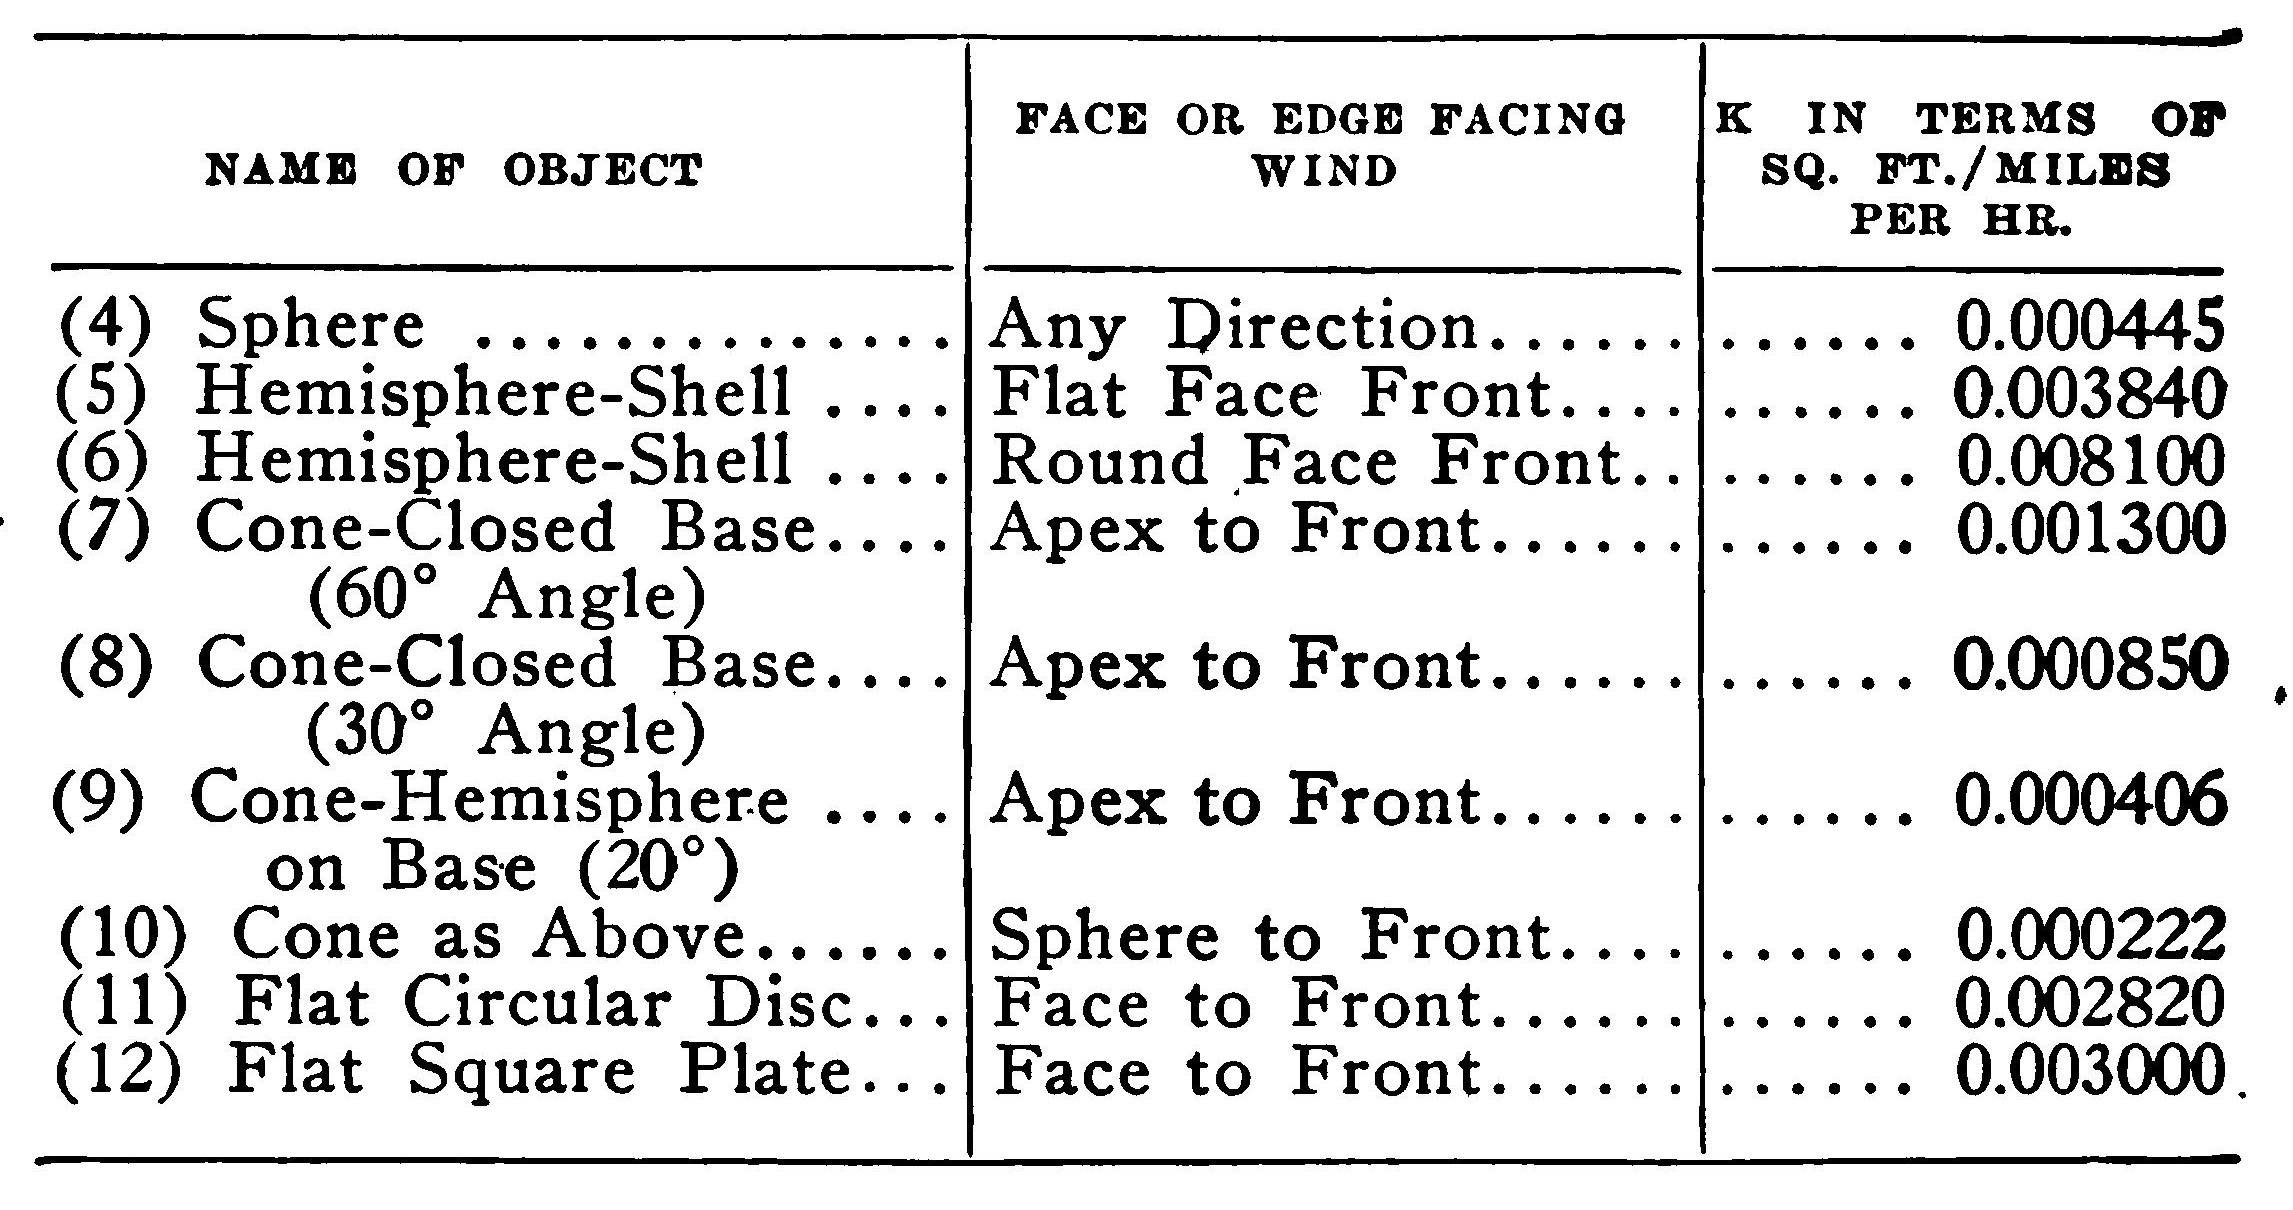 NAME OF OBJECT
FACE OR EDGE FACING
WIND
K IN TERMS OF
SQ. FT./MILES
PER HR.
(4) Sphere .............. Any Direction............ 0.000445
(5) Hemisphere-Shell .... Flat Face Front.......... 0.003840
(6) Hemisphere-Shell .... Round Face Front........ 0.008100
(7) Cone-Closed Base.... Apex to Front............ 0.001300
(60° Angle)
(8) Cone-Closed Base.... Apex to Front............ 0.000850
(30° Angle)
(9) Cone-Hemisphere .... Apex to Front............ 0.000406
on Base (20°)
(10) Cone as Above...... Sphere to Front.......... 0.000222
(11) Flat Circular Disc... Face to Front............ 0.002820
(12) Flat Square Plate... Face to Front............ 0.003000